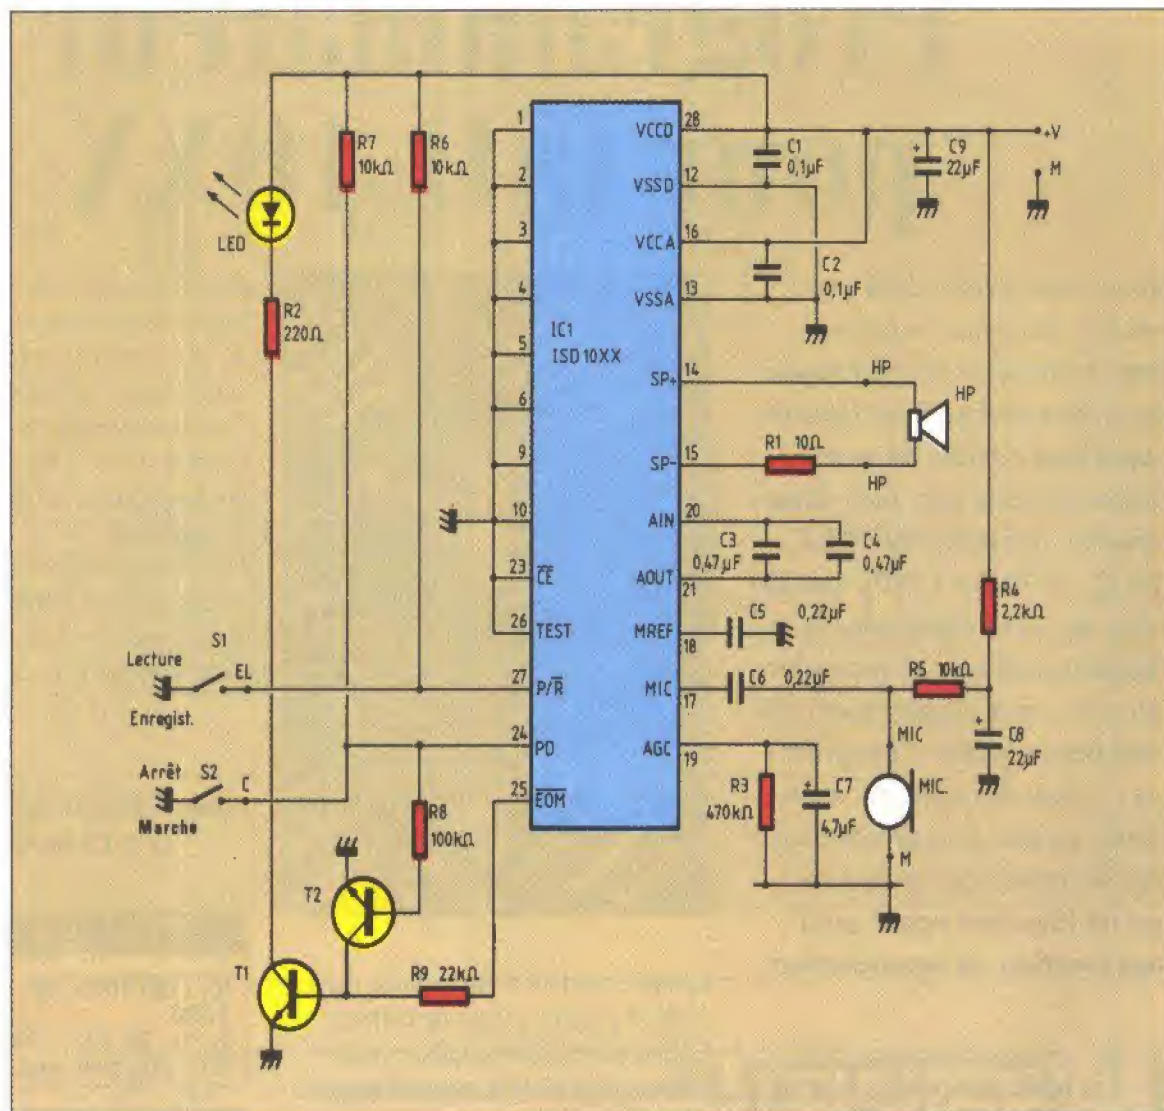 R7
10kΩ
R6
10kΩ
LED
R2
220Ω
1
2
3
4
5
6
9
10
23
CE
26
TEST
27
P/R
24
PD
25
EOM
IC1
ISD 10XX
VCCD
28
VSSD
12
VCCA
16
VSSA
13
SP+
14
SP-
15
AIN
20
AOUT
21
MREF
18
MIC
17
AGC
19
C1
0,1µF
C2
0,1µF
+
C9
22µF
+V
M
HP
HP
R1 10Ω
HP
C3
0,47µF
C4
0,47µF
C5 0,22µF
C6 0,22µF
R4
2,2kΩ
R5 10kΩ
MIC
+
C8
22µF
R3
470kΩ
+
C7
4,7µF
MIC.
M
Lecture
S1
EL
Enregist.
Arrêt
S2
C
Marche
R8
100kΩ
T2
T1
R9 22kΩ